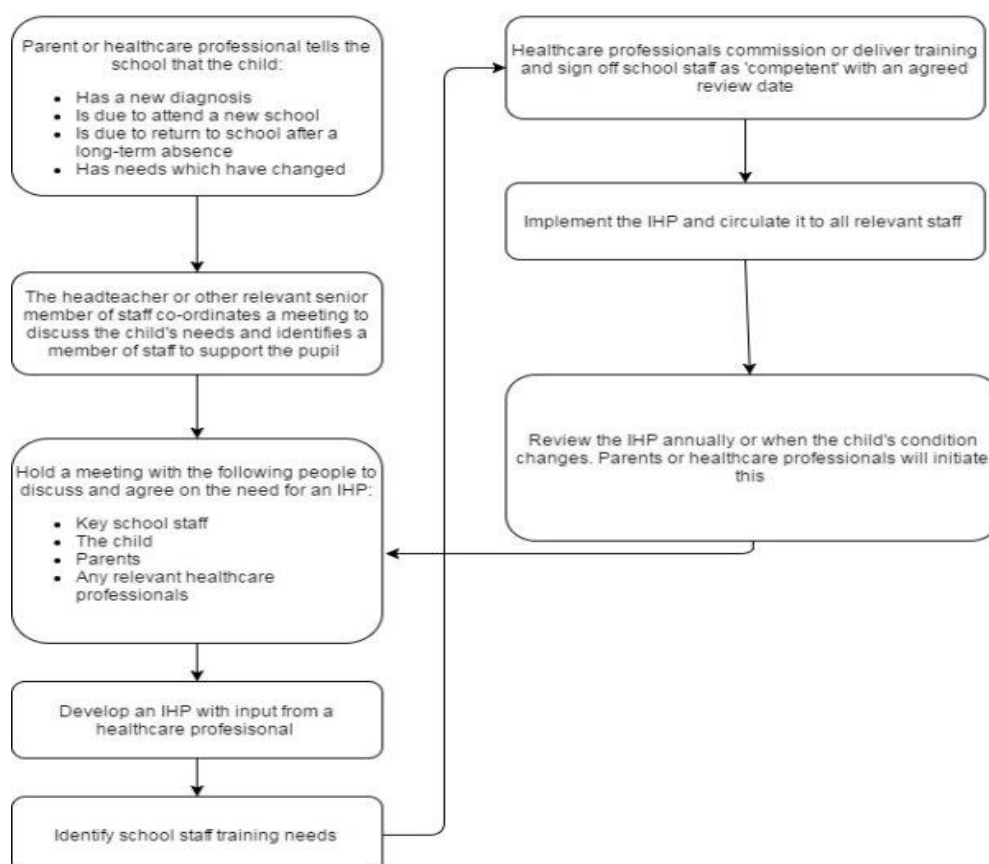 Parent or healthcare professional tells the
school that the child:
• Has a new diagnosis
• Is due to attend a new school
• Is due to return to school after a
long-term absence
• Has needs which have changed
The headteacher or other relevant senior
member of staff co-ordinates a meeting to
discuss the child's needs and identifies a
member of staff to support the pupil
Hold a meeting with the following people to
discuss and agree on the need for an IHP:
• Key school staff
• The child
• Parents
• Any relevant healthcare
professionals
Develop an IHP with input from a
healthcare profesisonal
Identify school staff training needs
Healthcare professionals commission or deliver training
and sign off school staff as 'competent' with an agreed
review date
Implement the IHP and circulate it to all relevant staff
Review the IHP annually or when the child's condition
changes. Parents or healthcare professionals will initiate
this